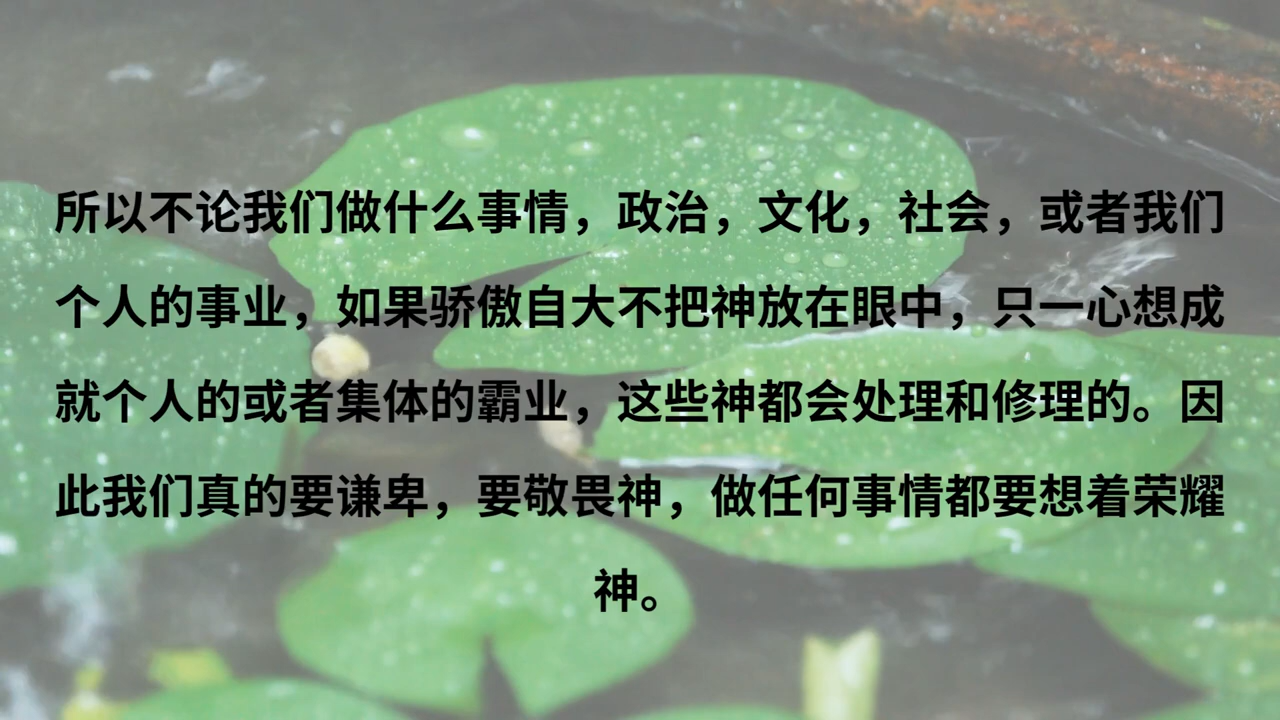 所以不论我们做什么事情，政治，文化，社会，或者我们
个人的事业，如果骄傲自大不把神放在眼中，只一心想成
就个人的或者集体的霸业，这些神都会处理和修理的。因
此我们真的要谦卑，要敬畏神，做任何事情都要想着荣耀
神。